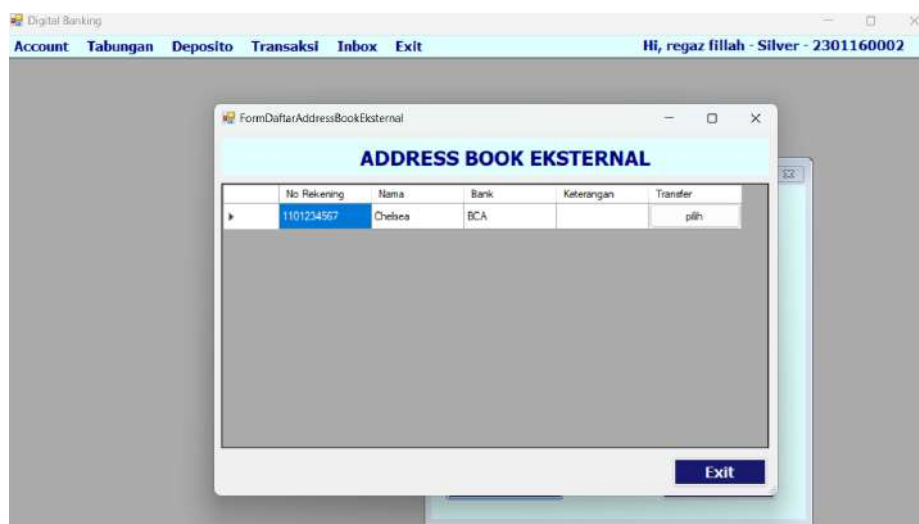 Digital Banking
Account Tabungan Deposito Transaksi Inbox Exit Hi, regaz fillah - Silver - 2301160002
FormDaftarAddressBookEksternal
ADDRESS BOOK EKSTERNAL
No Rekening Nama Bank Keterangan Transfer
1101234567 Chelsea BCA pilih
Exit